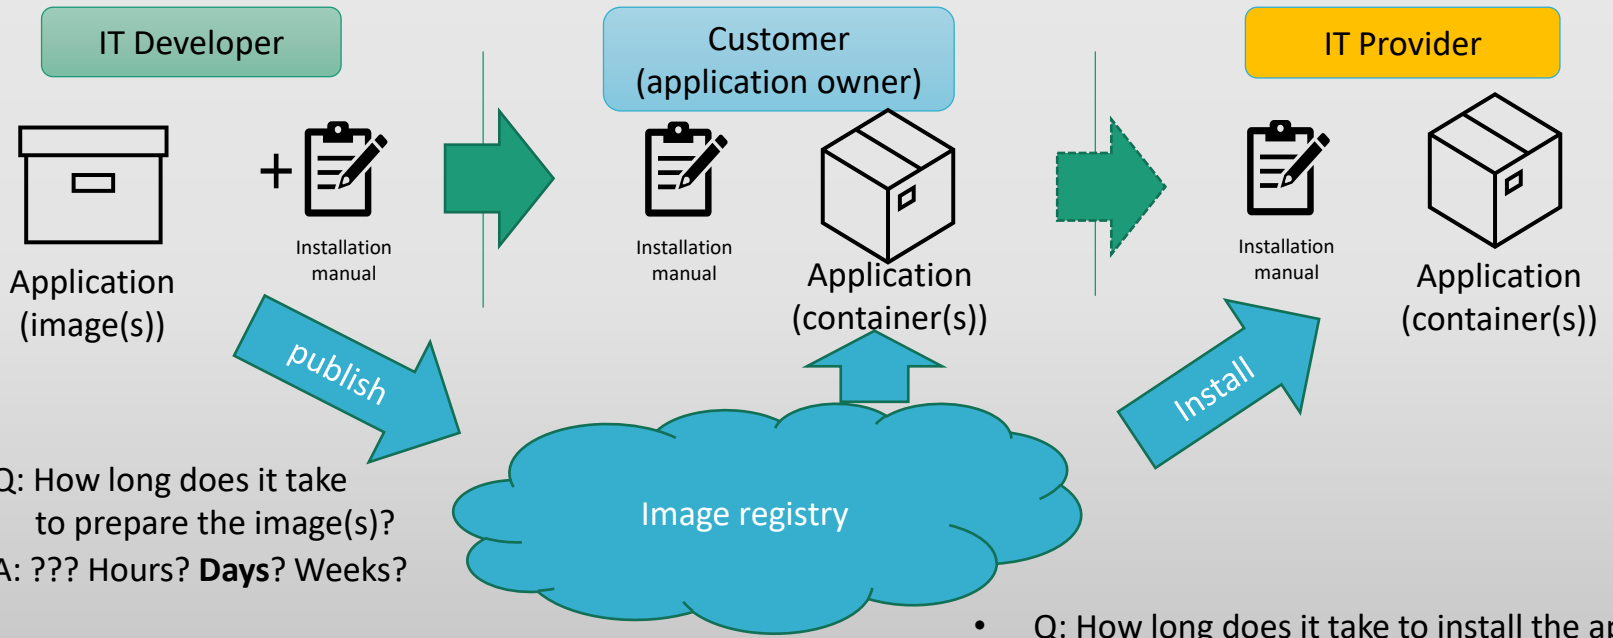 IT Developer
Customer
(application owner)
IT Provider
+
Installation
manual
Installation
manual
Installation
manual
Application
(image(s))
Application
(container(s))
Application
(container(s))
publish
Install
Image registry
Q: How long does it take
to prepare the image(s)?
A: ??? Hours? Days? Weeks?
• Q: How long does it take to install the